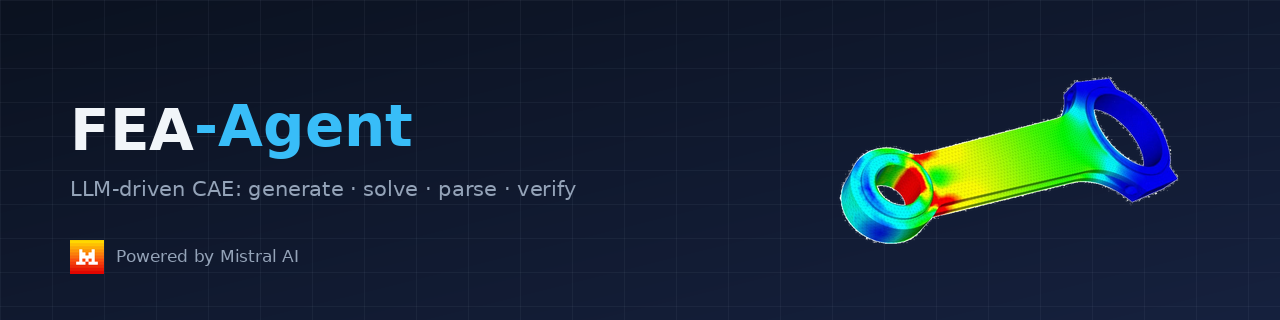 FEA-Agent
LLM-driven CAE: generate · solve · parse · verify
Powered by Mistral AI